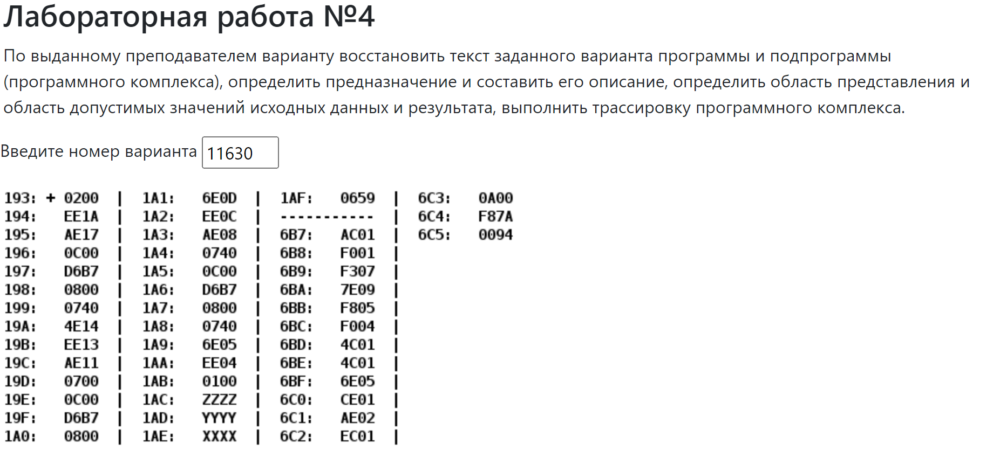 Лабораторная работа №4
По выданному преподавателем варианту восстановить текст заданного варианта программы и подпрограммы
(программного комплекса), определить предназначение и составить его описание, определить область представления и
область допустимых значений исходных данных и результата, выполнить трассировку программного комплекса.
Введите номер варианта 11630
193: + 0200 | 1A1: 6E0D | 1AF: 0659 | 6C3: 0A00
194: EE1A | 1A2: EE0C | ----------- | 6C4: F87A
195: AE17 | 1A3: AE08 | 6B7: AC01 | 6C5: 0094
196: 0C00 | 1A4: 0740 | 6B8: F001 |
197: D6B7 | 1A5: 0C00 | 6B9: F307 |
198: 0800 | 1A6: D6B7 | 6BA: 7E09 |
199: 0740 | 1A7: 0800 | 6BB: F805 |
19A: 4E14 | 1A8: 0740 | 6BC: F004 |
19B: EE13 | 1A9: 6E05 | 6BD: 4C01 |
19C: AE11 | 1AA: EE04 | 6BE: 4C01 |
19D: 0700 | 1AB: 0100 | 6BF: 6E05 |
19E: 0C00 | 1AC: ZZZZ | 6C0: CE01 |
19F: D6B7 | 1AD: YYYY | 6C1: AE02 |
1A0: 0800 | 1AE: XXXX | 6C2: EC01 |